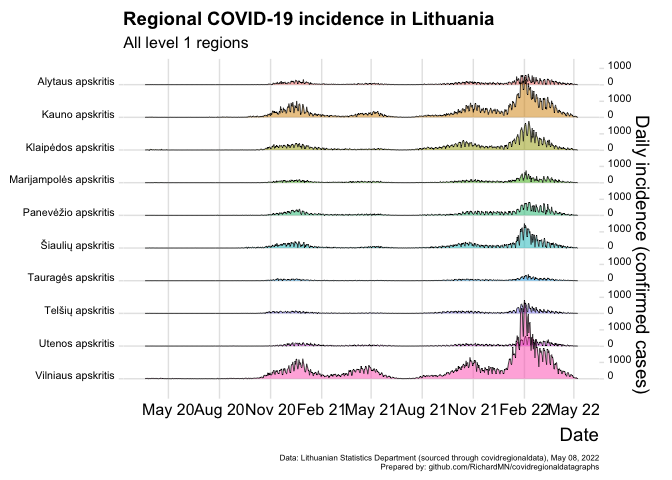 Regional COVID-19 incidence in Lithuania
All level 1 regions
Alytaus apskritis
1000
0
Kauno apskritis
1000
0
Klaipėdos apskritis
1000
0
Marijampolės apskritis
1000
0
Panevėžio apskritis
1000
0
Šiaulių apskritis
1000
0
Tauragės apskritis
1000
0
Telšių apskritis
1000
0
Utenos apskritis
1000
0
Vilniaus apskritis
1000
0
Daily incidence (confirmed cases)
May 20 Aug 20 Nov 20 Feb 21 May 21 Aug 21 Nov 21 Feb 22 May 22
Date
Data: Lithuanian Statistics Department (sourced through covidregionaldata), May 08, 2022
Prepared by: github.com/RichardMN/covidregionaldatagraphs